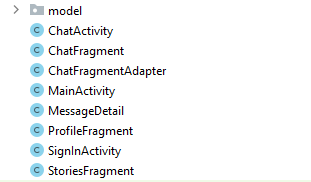 model
ChatActivity
ChatFragment
ChatFragmentAdapter
MainActivity
MessageDetail
ProfileFragment
SignInActivity
StoriesFragment